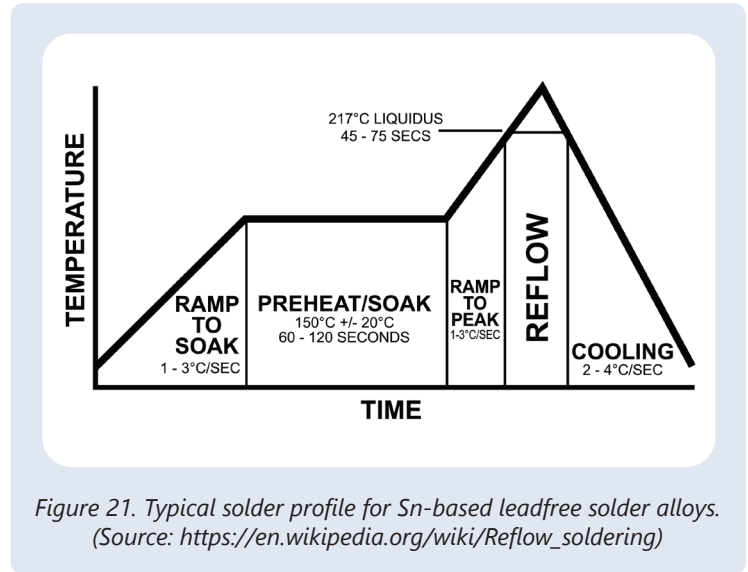 TEMPERATURE
217°C LIQUIDUS
45 - 75 SECS
RAMP
TO
SOAK
1 - 3°C/SEC
PREHEAT/SOAK
150°C +/- 20°C
60 - 120 SECONDS
RAMP
TO
PEAK
1-3°C/SEC
REFLOW
COOLING
2 - 4°C/SEC
TIME
Figure 21. Typical solder profile for Sn-based leadfree solder alloys.
(Source: https://en.wikipedia.org/wiki/Reflow_soldering)